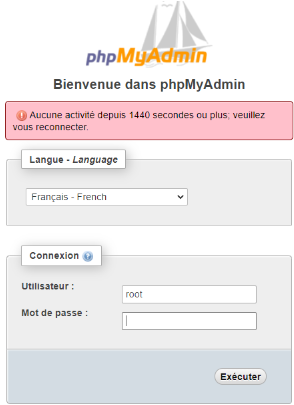 phpMyAdmin
Bienvenue dans phpMyAdmin
Aucune activité depuis 1440 secondes ou plus; veuillez
vous reconnecter.
Langue - Language
Français - French
Connexion
Utilisateur :
root
Mot de passe :
Exécuter